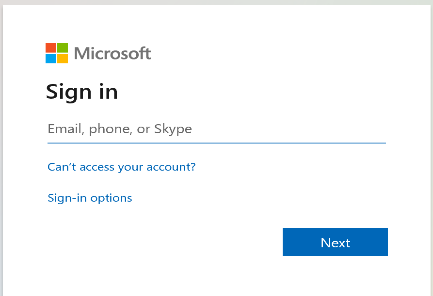 Microsoft
Sign in
Email, phone, or Skype
Can't access your account?
Sign-in options
Next